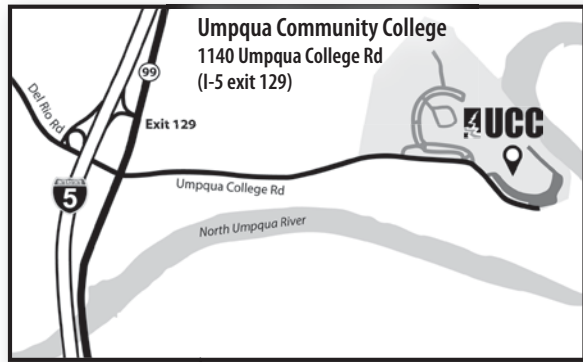 Umpqua Community College
1140 Umpqua College Rd
(I-5 exit 129)
99
Del Rio Rd
Exit 129
UCC
5
Umpqua College Rd
North Umpqua River